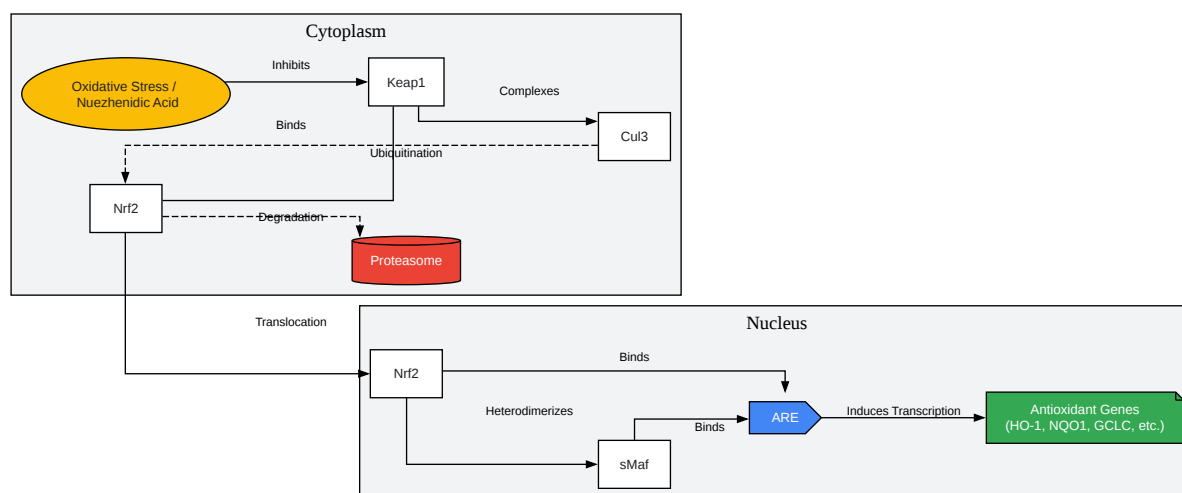 Cytoplasm
Inhibits
Oxidative Stress /
Nuezhenidic Acid
Keap1
Complexes
Binds
Cul3
Ubiquitination
Nrf2
Degradation
Proteasome
Translocation
Nucleus
Binds
Nrf2
Heterodimerizes
ARE
Induces Transcription
Antioxidant Genes
(HO-1, NQO1, GCLC, etc.)
Binds
sMaf